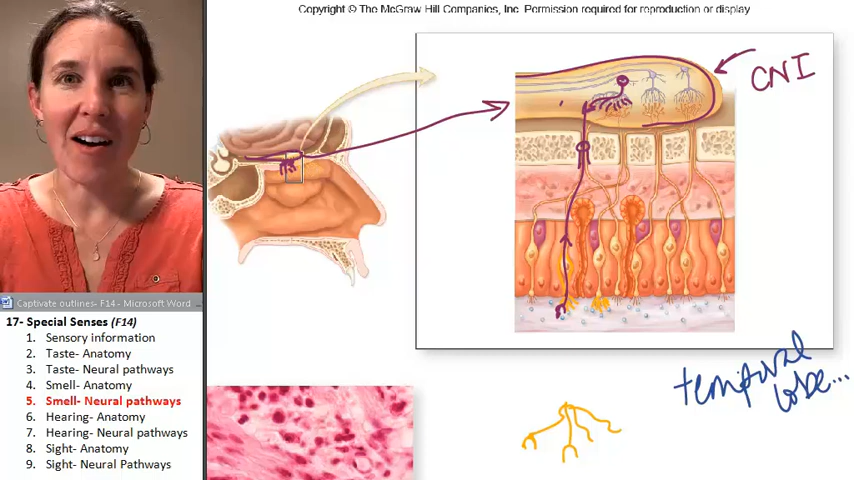 Copyright © The McGraw Hill Companies, Inc. Permission required for reproduction or display
CNI
Captivate outlines- F14 - Microsoft Word
17- Special Senses (F14)
1. Sensory information
2. Taste- Anatomy
3. Taste- Neural pathways
4. Smell- Anatomy
5. Smell- Neural pathways
6. Hearing- Anatomy
7. Hearing- Neural pathways
8. Sight- Anatomy
9. Sight- Neural Pathways
temporal
lobe...